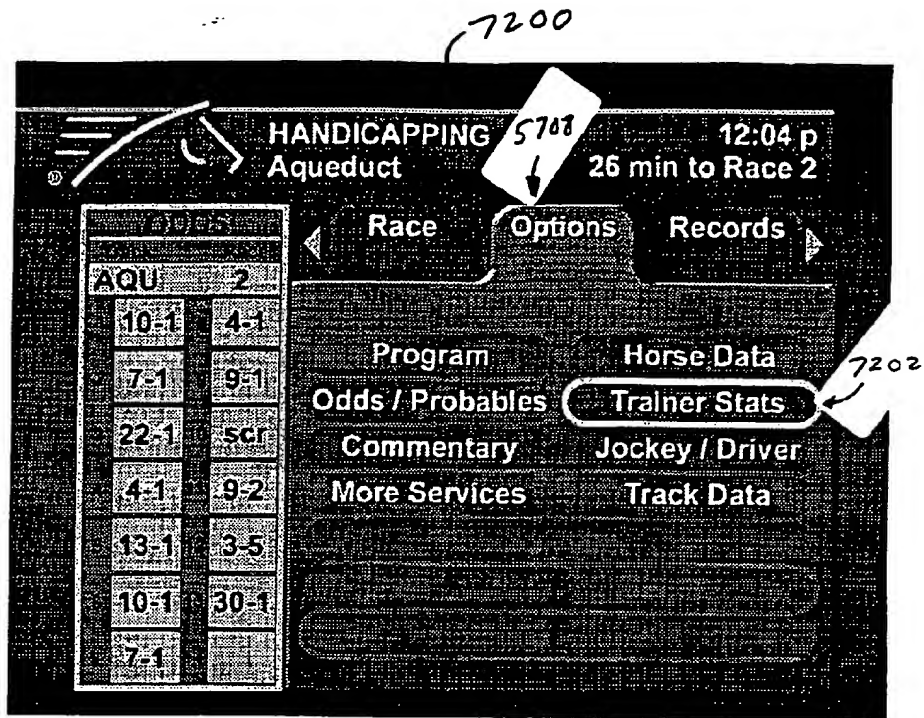 7200
HANDICAPPING 5708 12:04 p
Aqueduct 26 min to Race 2
ODDS
Race Options Records
AQU 2
10-1 4-1
7-1 9-1
22-1 scr
4-1 9-2
13-1 3-5
10-1 30-1
7-1
Program Horse Data
7202
Odds / Probables Trainer Stats
Commentary Jockey / Driver
More Services Track Data